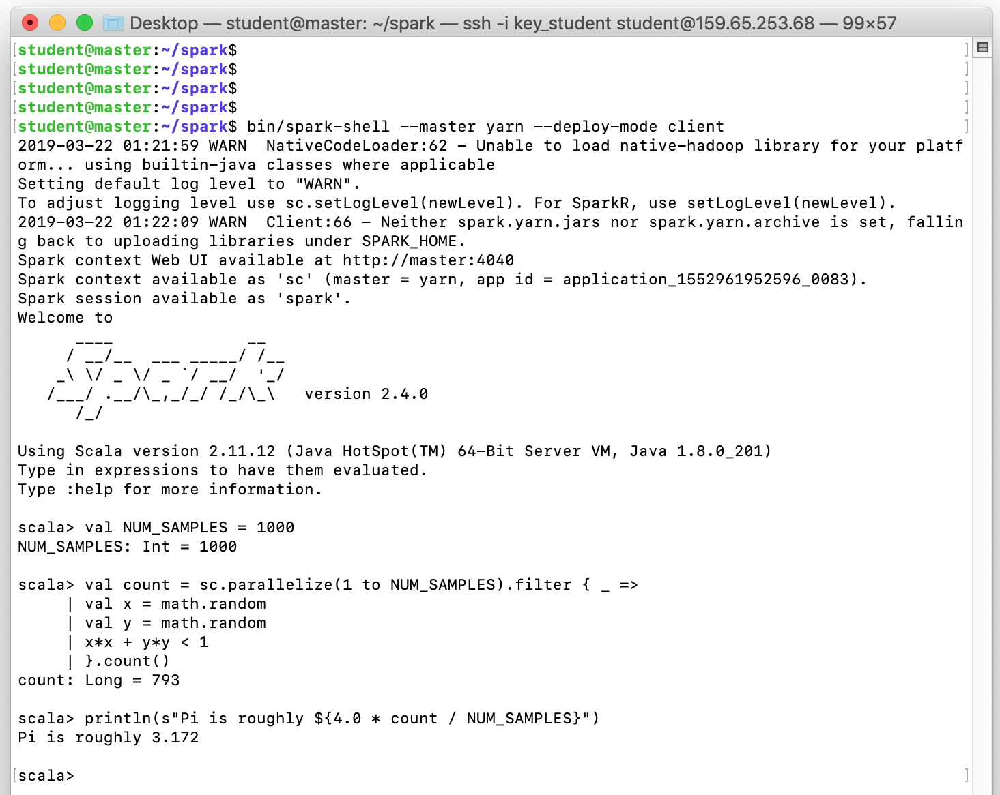 Desktop — student@master: ~/spark — ssh -i key_student student@159.65.253.68 — 99×57
[student@master:~/spark$ ]
[student@master:~/spark$ ]
[student@master:~/spark$ ]
[student@master:~/spark$ ]
[student@master:~/spark$ bin/spark-shell --master yarn --deploy-mode client ]
2019-03-22 01:21:59 WARN  NativeCodeLoader:62 - Unable to load native-hadoop library for your platf
orm... using builtin-java classes where applicable
Setting default log level to "WARN".
To adjust logging level use sc.setLogLevel(newLevel). For SparkR, use setLogLevel(newLevel).
2019-03-22 01:22:09 WARN  Client:66 - Neither spark.yarn.jars nor spark.yarn.archive is set, fallin
g back to uploading libraries under SPARK_HOME.
Spark context Web UI available at http://master:4040
Spark context available as 'sc' (master = yarn, app id = application_1552961952596_0083).
Spark session available as 'spark'.
Welcome to
      ____              __
     / __/__  ___ _____/ /__
    _\ \/ _ \/ _ `/ __/  '_/
   /___/ .__/\_,_/_/ /_/\_\   version 2.4.0
      /_/
Using Scala version 2.11.12 (Java HotSpot(TM) 64-Bit Server VM, Java 1.8.0_201)
Type in expressions to have them evaluated.
Type :help for more information.
scala> val NUM_SAMPLES = 1000
NUM_SAMPLES: Int = 1000
scala> val count = sc.parallelize(1 to NUM_SAMPLES).filter { _ =>
     | val x = math.random
     | val y = math.random
     | x*x + y*y < 1
     | }.count()
count: Long = 793
scala> println(s"Pi is roughly ${4.0 * count / NUM_SAMPLES}")
Pi is roughly 3.172
[scala> ]